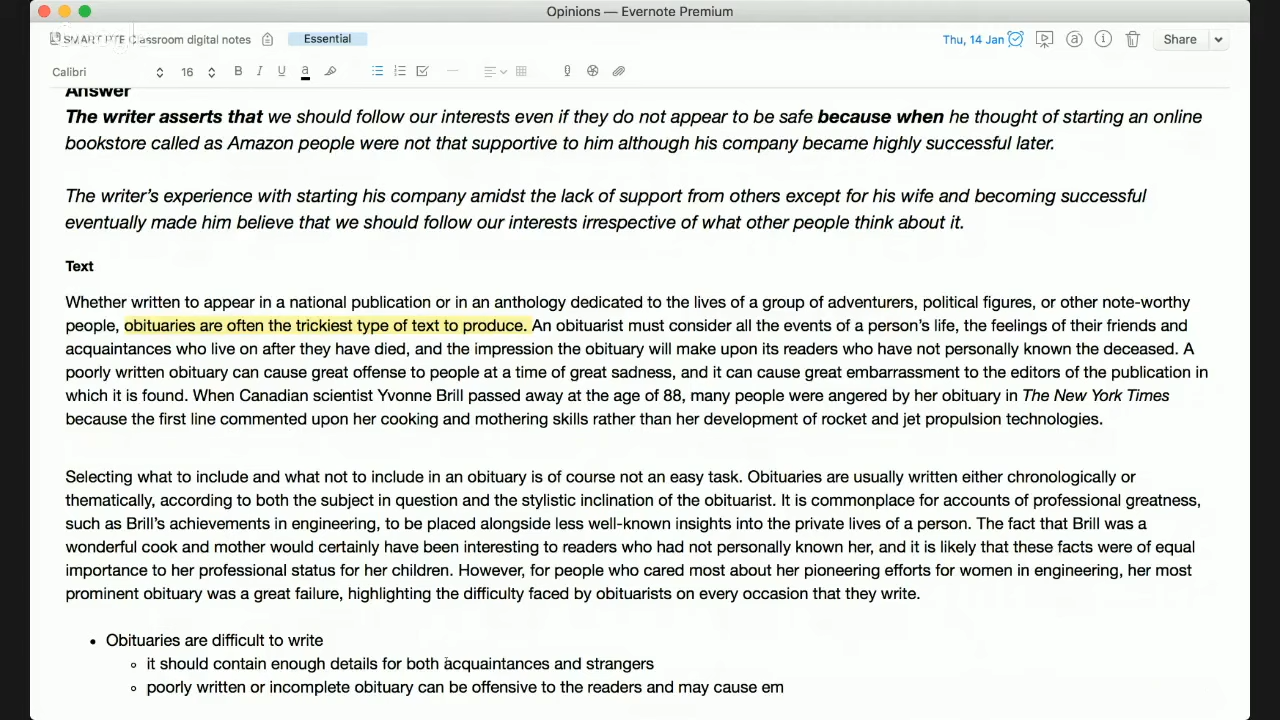 Opinions — Evernote Premium
Classroom digital notes Essential Thu, 14 Jan Share
Calibri 16 B I U a
Answer
The writer asserts that we should follow our interests even if they do not appear to be safe because when he thought of starting an online
bookstore called as Amazon people were not that supportive to him although his company became highly successful later.
The writer's experience with starting his company amidst the lack of support from others except for his wife and becoming successful
eventually made him believe that we should follow our interests irrespective of what other people think about it.
Text
Whether written to appear in a national publication or in an anthology dedicated to the lives of a group of adventurers, political figures, or other note-worthy
people, obituaries are often the trickiest type of text to produce. An obituarist must consider all the events of a person's life, the feelings of their friends and
acquaintances who live on after they have died, and the impression the obituary will make upon its readers who have not personally known the deceased. A
poorly written obituary can cause great offense to people at a time of great sadness, and it can cause great embarrassment to the editors of the publication in
which it is found. When Canadian scientist Yvonne Brill passed away at the age of 88, many people were angered by her obituary in The New York Times
because the first line commented upon her cooking and mothering skills rather than her development of rocket and jet propulsion technologies.
Selecting what to include and what not to include in an obituary is of course not an easy task. Obituaries are usually written either chronologically or
thematically, according to both the subject in question and the stylistic inclination of the obituarist. It is commonplace for accounts of professional greatness,
such as Brill's achievements in engineering, to be placed alongside less well-known insights into the private lives of a person. The fact that Brill was a
wonderful cook and mother would certainly have been interesting to readers who had not personally known her, and it is likely that these facts were of equal
importance to her professional status for her children. However, for people who cared most about her pioneering efforts for women in engineering, her most
prominent obituary was a great failure, highlighting the difficulty faced by obituarists on every occasion that they write.
• Obituaries are difficult to write
◦ it should contain enough details for both acquaintances and strangers
◦ poorly written or incomplete obituary can be offensive to the readers and may cause em